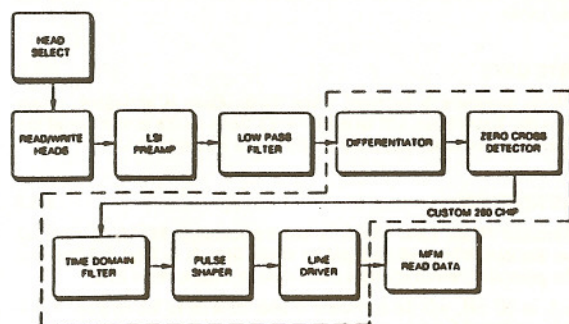 HEAD
SELECT
READ/WRITE
HEADS
LSI
PREAMP
LOW PASS
FILTER
DIFFERENTIATOR
ZERO CROSS
DETECTOR
CUSTOM 260 CHIP
TIME DOMAIN
FILTER
PULSE
SHAPER
LINE
DRIVER
MFM
READ DATA